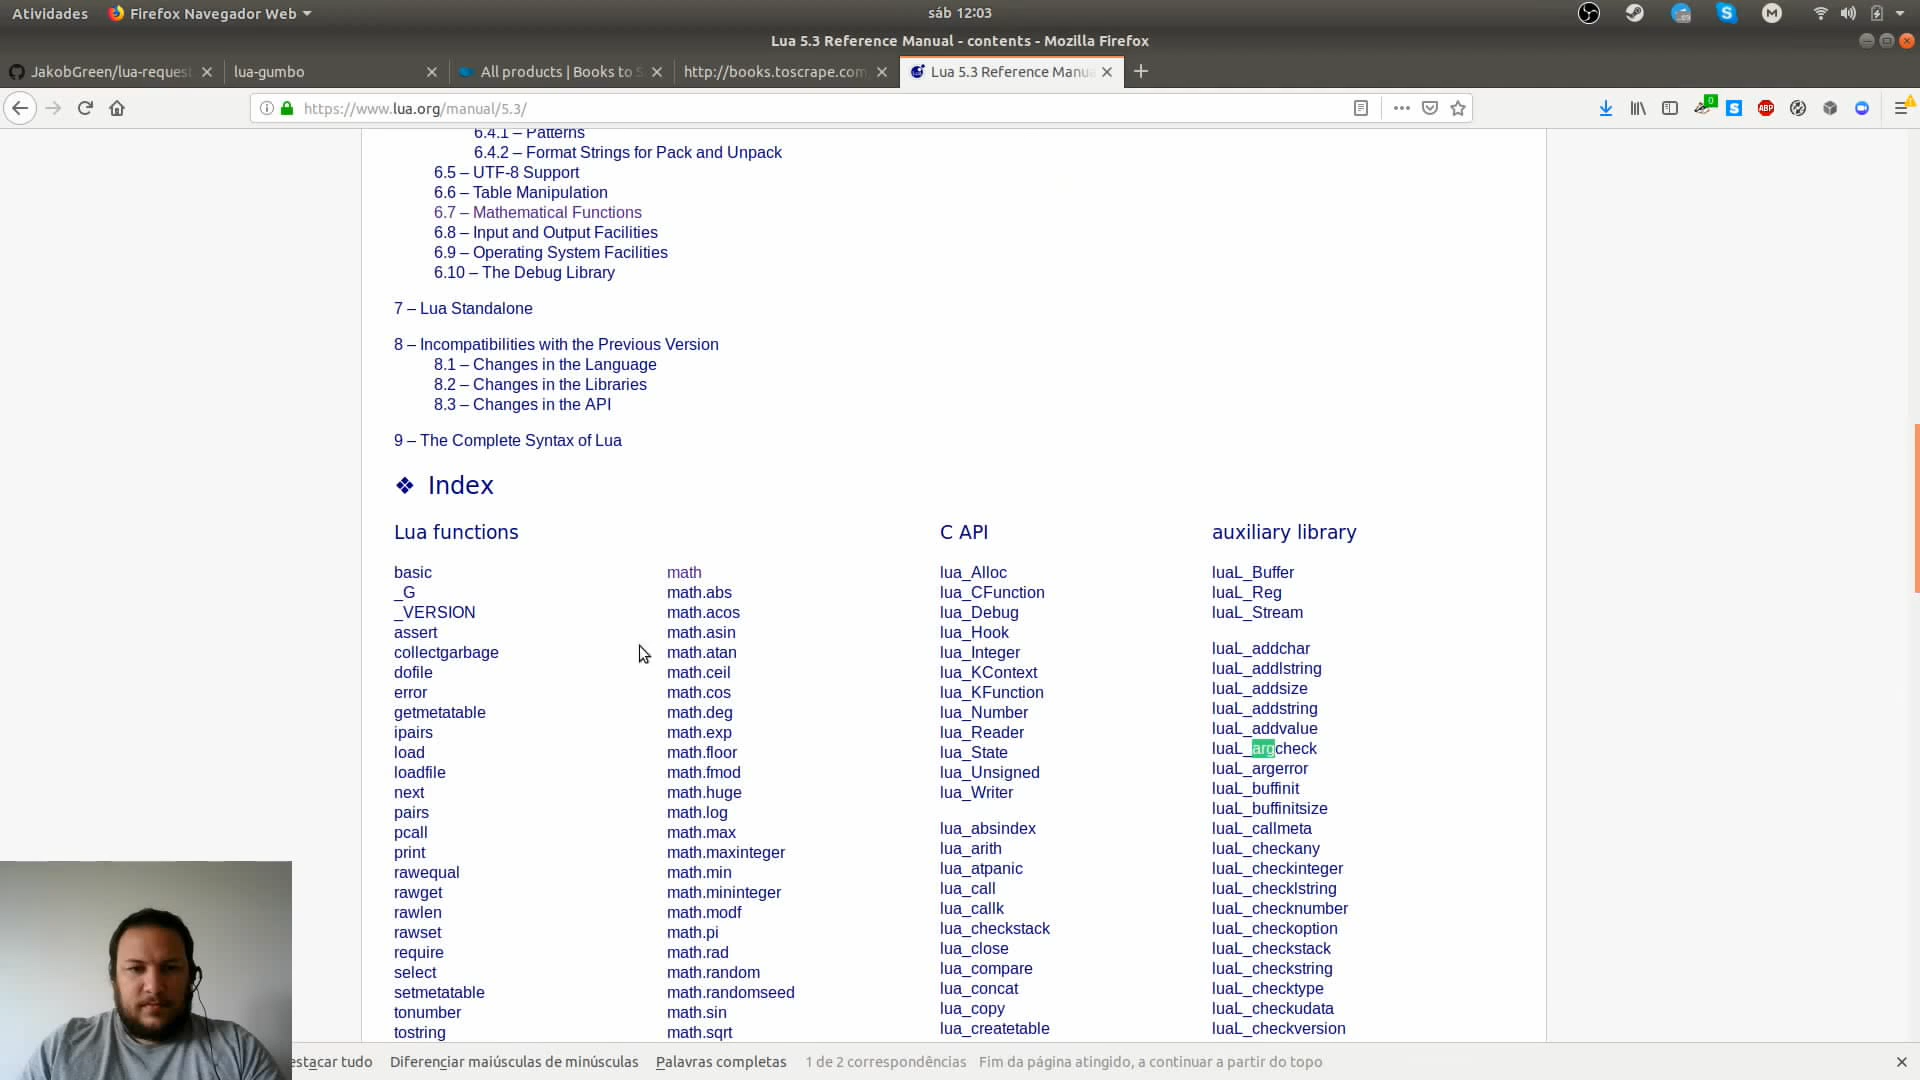 Atividades Firefox Navegador Web sáb 12:03
Lua 5.3 Reference Manual - contents - Mozilla Firefox
JakobGreen/lua-request lua-gumbo All products | Books to S http://books.toscrape.com Lua 5.3 Reference Manua
https://www.lua.org/manual/5.3/
6.4.1 – Patterns
6.4.2 – Format Strings for Pack and Unpack
6.5 – UTF-8 Support
6.6 – Table Manipulation
6.7 – Mathematical Functions
6.8 – Input and Output Facilities
6.9 – Operating System Facilities
6.10 – The Debug Library
7 – Lua Standalone
8 – Incompatibilities with the Previous Version
8.1 – Changes in the Language
8.2 – Changes in the Libraries
8.3 – Changes in the API
9 – The Complete Syntax of Lua
❖ Index
Lua functions
basic
_G
_VERSION
assert
collectgarbage
dofile
error
getmetatable
ipairs
load
loadfile
next
pairs
pcall
print
rawequal
rawget
rawlen
rawset
require
select
setmetatable
tonumber
tostring
math
math.abs
math.acos
math.asin
math.atan
math.ceil
math.cos
math.deg
math.exp
math.floor
math.fmod
math.huge
math.log
math.max
math.maxinteger
math.min
math.mininteger
math.modf
math.pi
math.rad
math.random
math.randomseed
math.sin
math.sqrt
C API
lua_Alloc
lua_CFunction
lua_Debug
lua_Hook
lua_Integer
lua_KContext
lua_KFunction
lua_Number
lua_Reader
lua_State
lua_Unsigned
lua_Writer
lua_absindex
lua_arith
lua_atpanic
lua_call
lua_callk
lua_checkstack
lua_close
lua_compare
lua_concat
lua_copy
lua_createtable
auxiliary library
luaL_Buffer
luaL_Reg
luaL_Stream
luaL_addchar
luaL_addlstring
luaL_addsize
luaL_addstring
luaL_addvalue
luaL_argcheck
luaL_argerror
luaL_buffinit
luaL_buffinitsize
luaL_callmeta
luaL_checkany
luaL_checkinteger
luaL_checklstring
luaL_checknumber
luaL_checkoption
luaL_checkstack
luaL_checkstring
luaL_checktype
luaL_checkudata
luaL_checkversion
estacar tudo Diferenciar maiúsculas de minúsculas Palavras completas 1 de 2 correspondências Fim da página atingido, a continuar a partir do topo